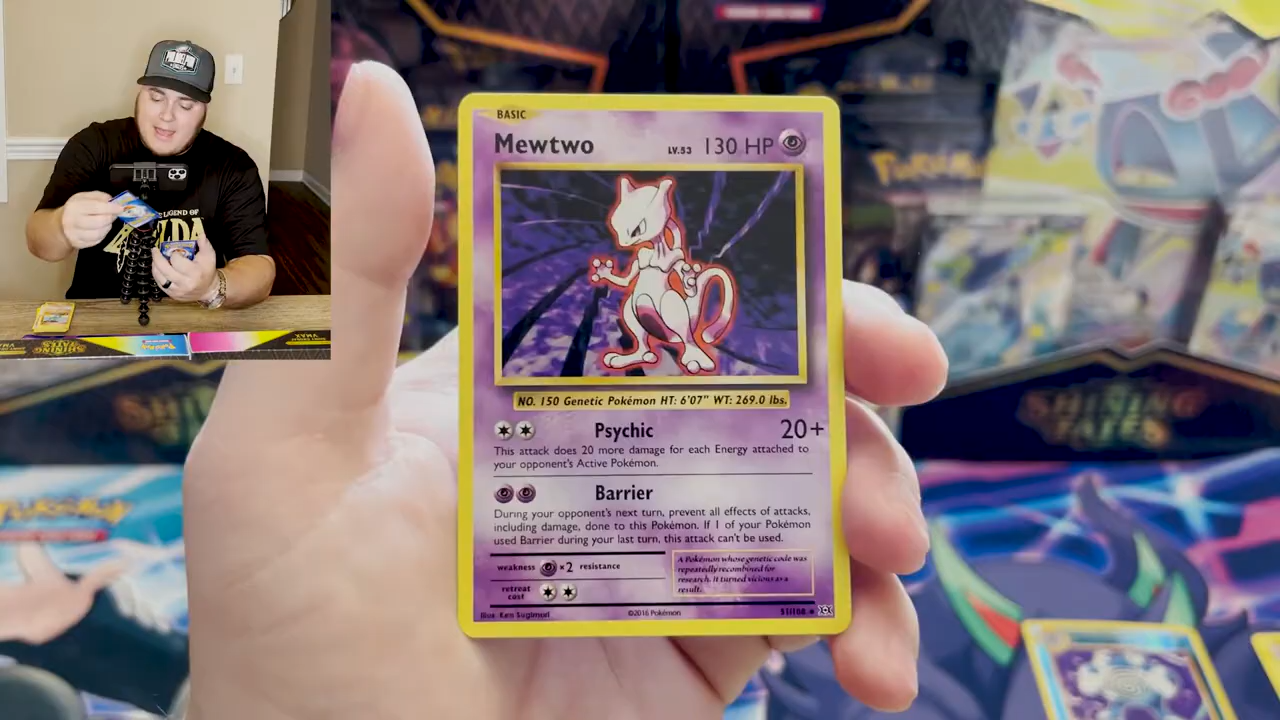 BASIC
Mewtwo LV.53 130 HP
NO. 150 Genetic Pokémon HT: 6'07" WT: 269.0 lbs.
Psychic 20+
This attack does 20 more damage for each Energy attached to
your opponent's Active Pokémon.
Barrier
During your opponent's next turn, prevent all effects of attacks,
including damage, done to this Pokémon. If 1 of your Pokémon
used Barrier during your last turn, this attack can't be used.
weakness ×2 resistance
retreat
cost
A Pokémon whose genetic code was
repeatedly recombined for
research. It turned vicious as a
result.
Illus. Ken Sugimori ©2016 Pokémon 51/108
LEGEND OF
POKÉMON
SHINING
FATES
Pokémon
SHINING
FATES